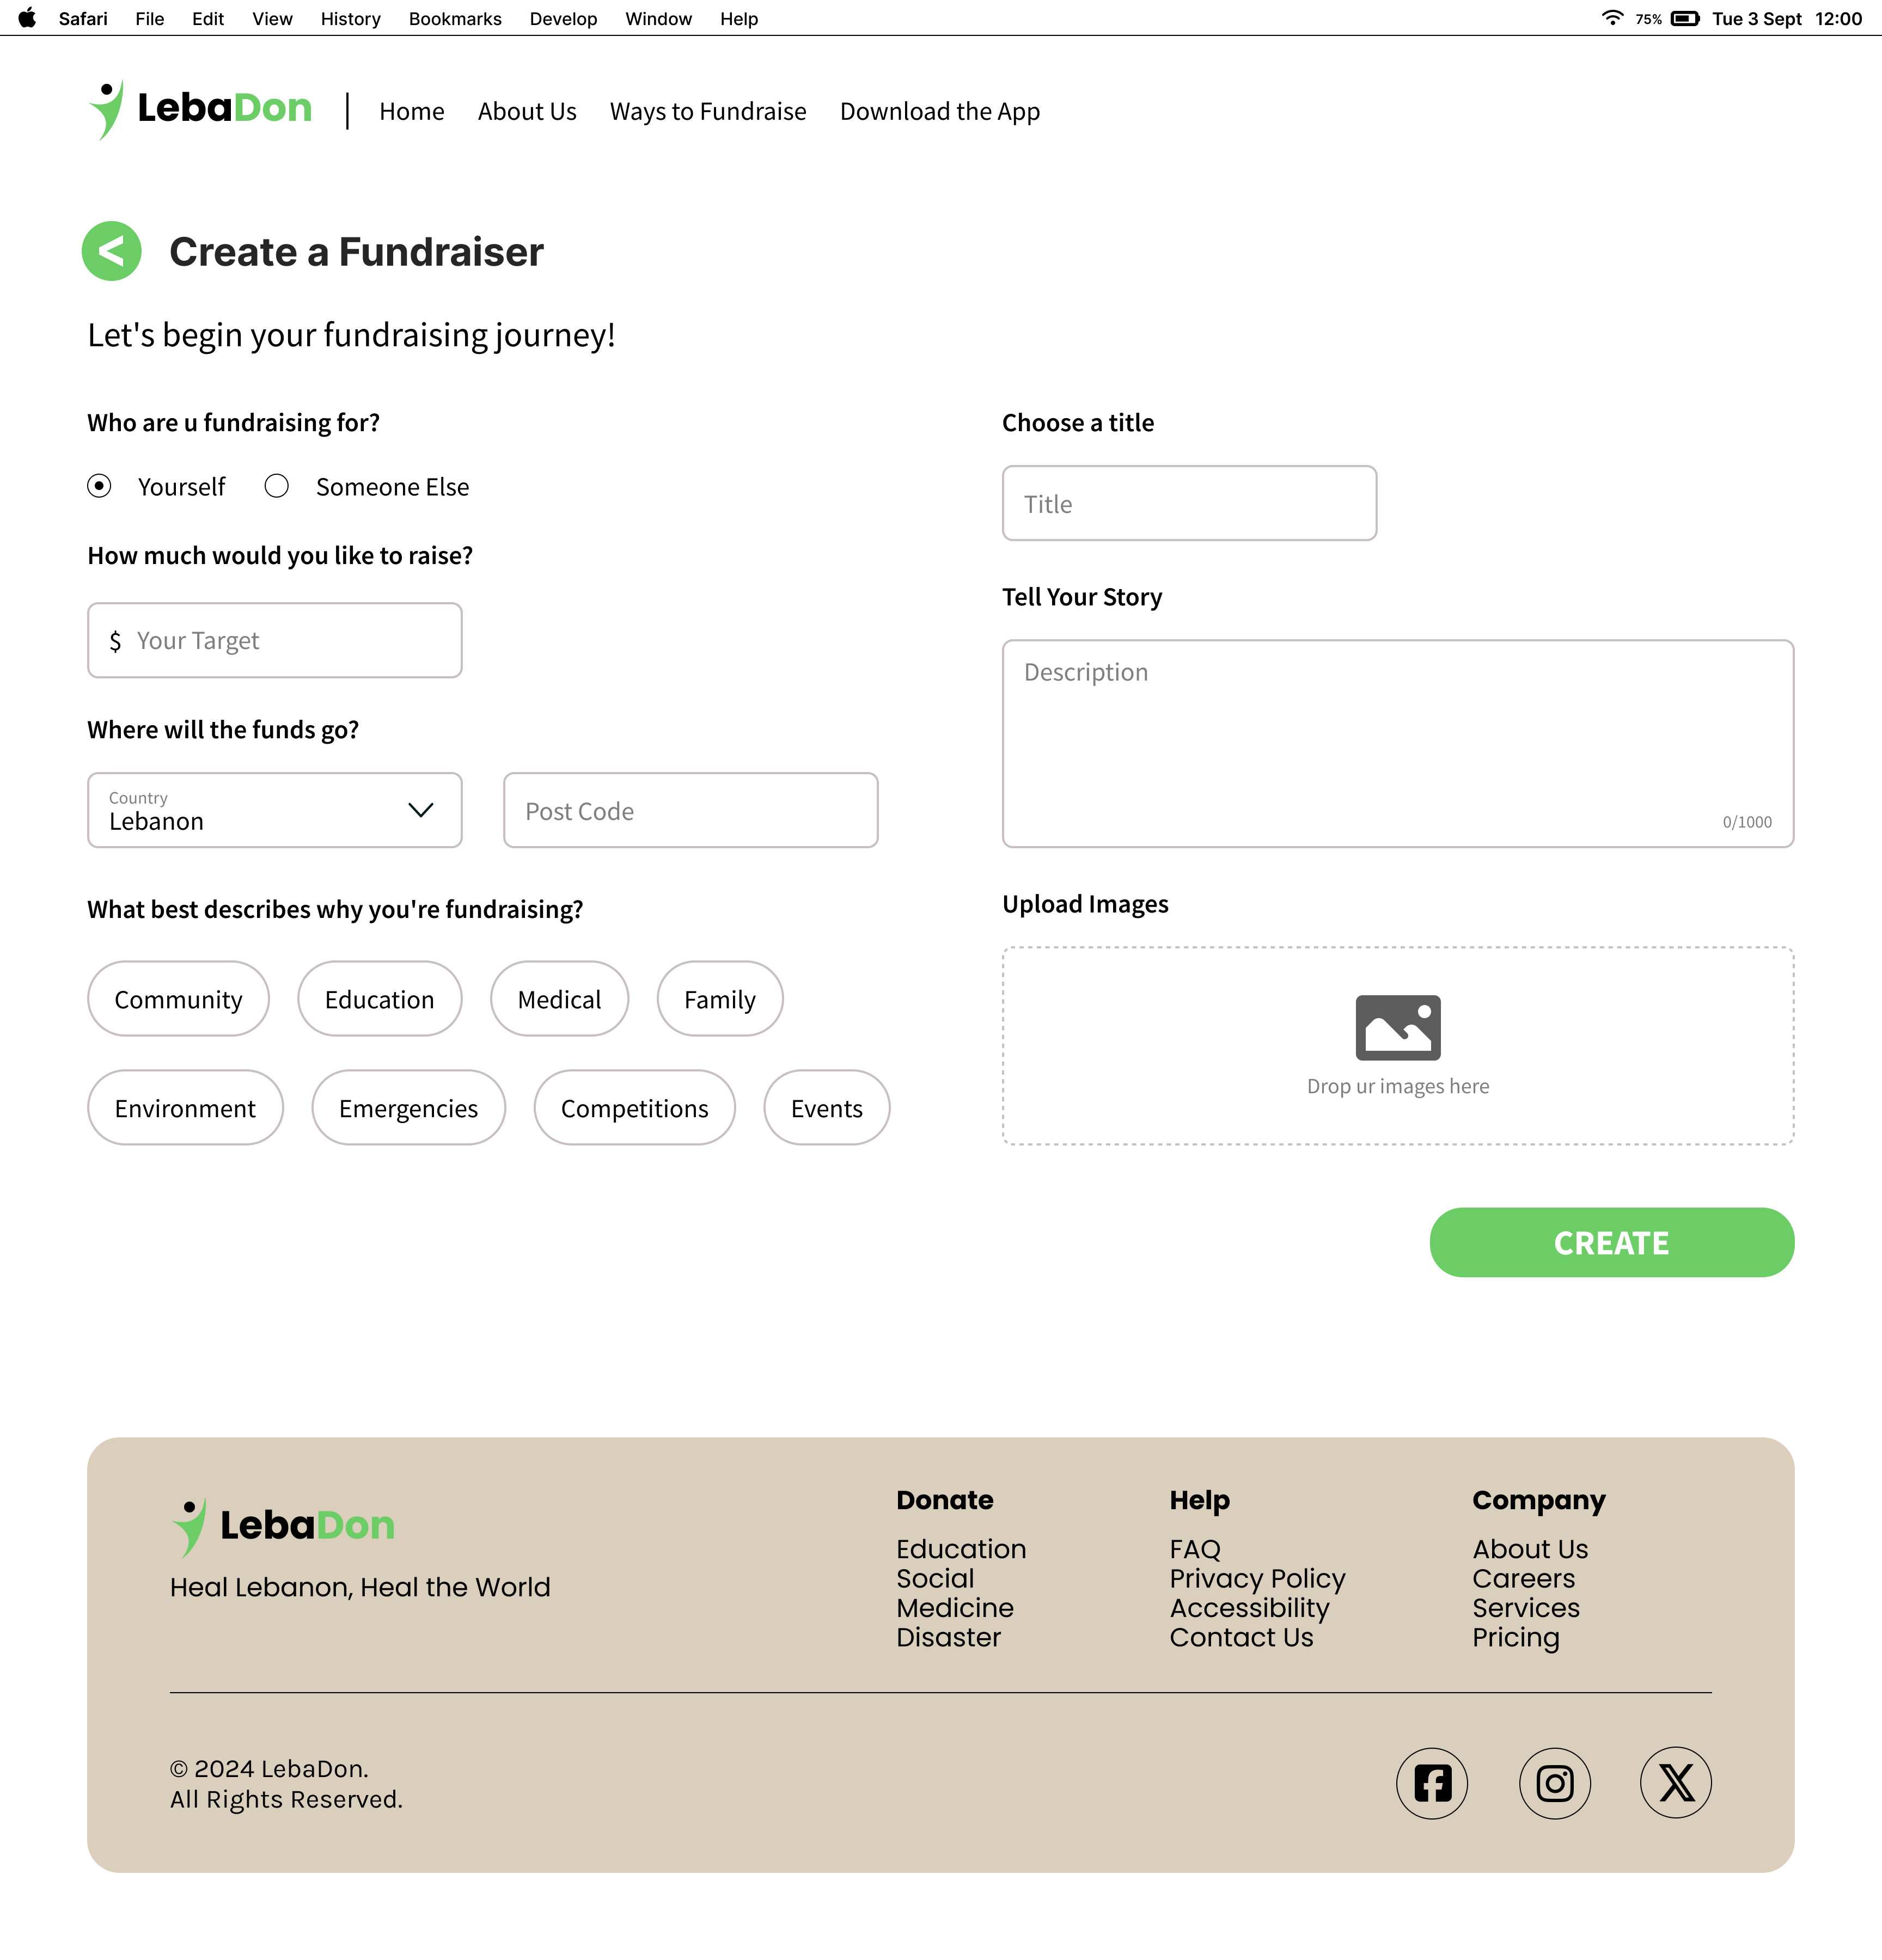 Safari File Edit View History Bookmarks Develop Window Help 75% Tue 3 Sept 12:00
LebaDon Home About Us Ways to Fundraise Download the App
< Create a Fundraiser
Let's begin your fundraising journey!
Who are u fundraising for?
Yourself Someone Else
How much would you like to raise?
$ Your Target
Where will the funds go?
Country
Lebanon
Post Code
What best describes why you're fundraising?
Community Education Medical Family
Environment Emergencies Competitions Events
Choose a title
Title
Tell Your Story
Description
0/1000
Upload Images
Drop ur images here
CREATE
LebaDon
Heal Lebanon, Heal the World
Donate
Education
Social
Medicine
Disaster
Help
FAQ
Privacy Policy
Accessibility
Contact Us
Company
About Us
Careers
Services
Pricing
© 2024 LebaDon.
All Rights Reserved.